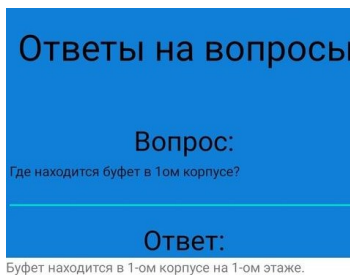 Ответы на вопросы
Вопрос:
Где находится буфет в 1ом корпусе?
Ответ:
Буфет находится в 1-ом корпусе на 1-ом этаже.